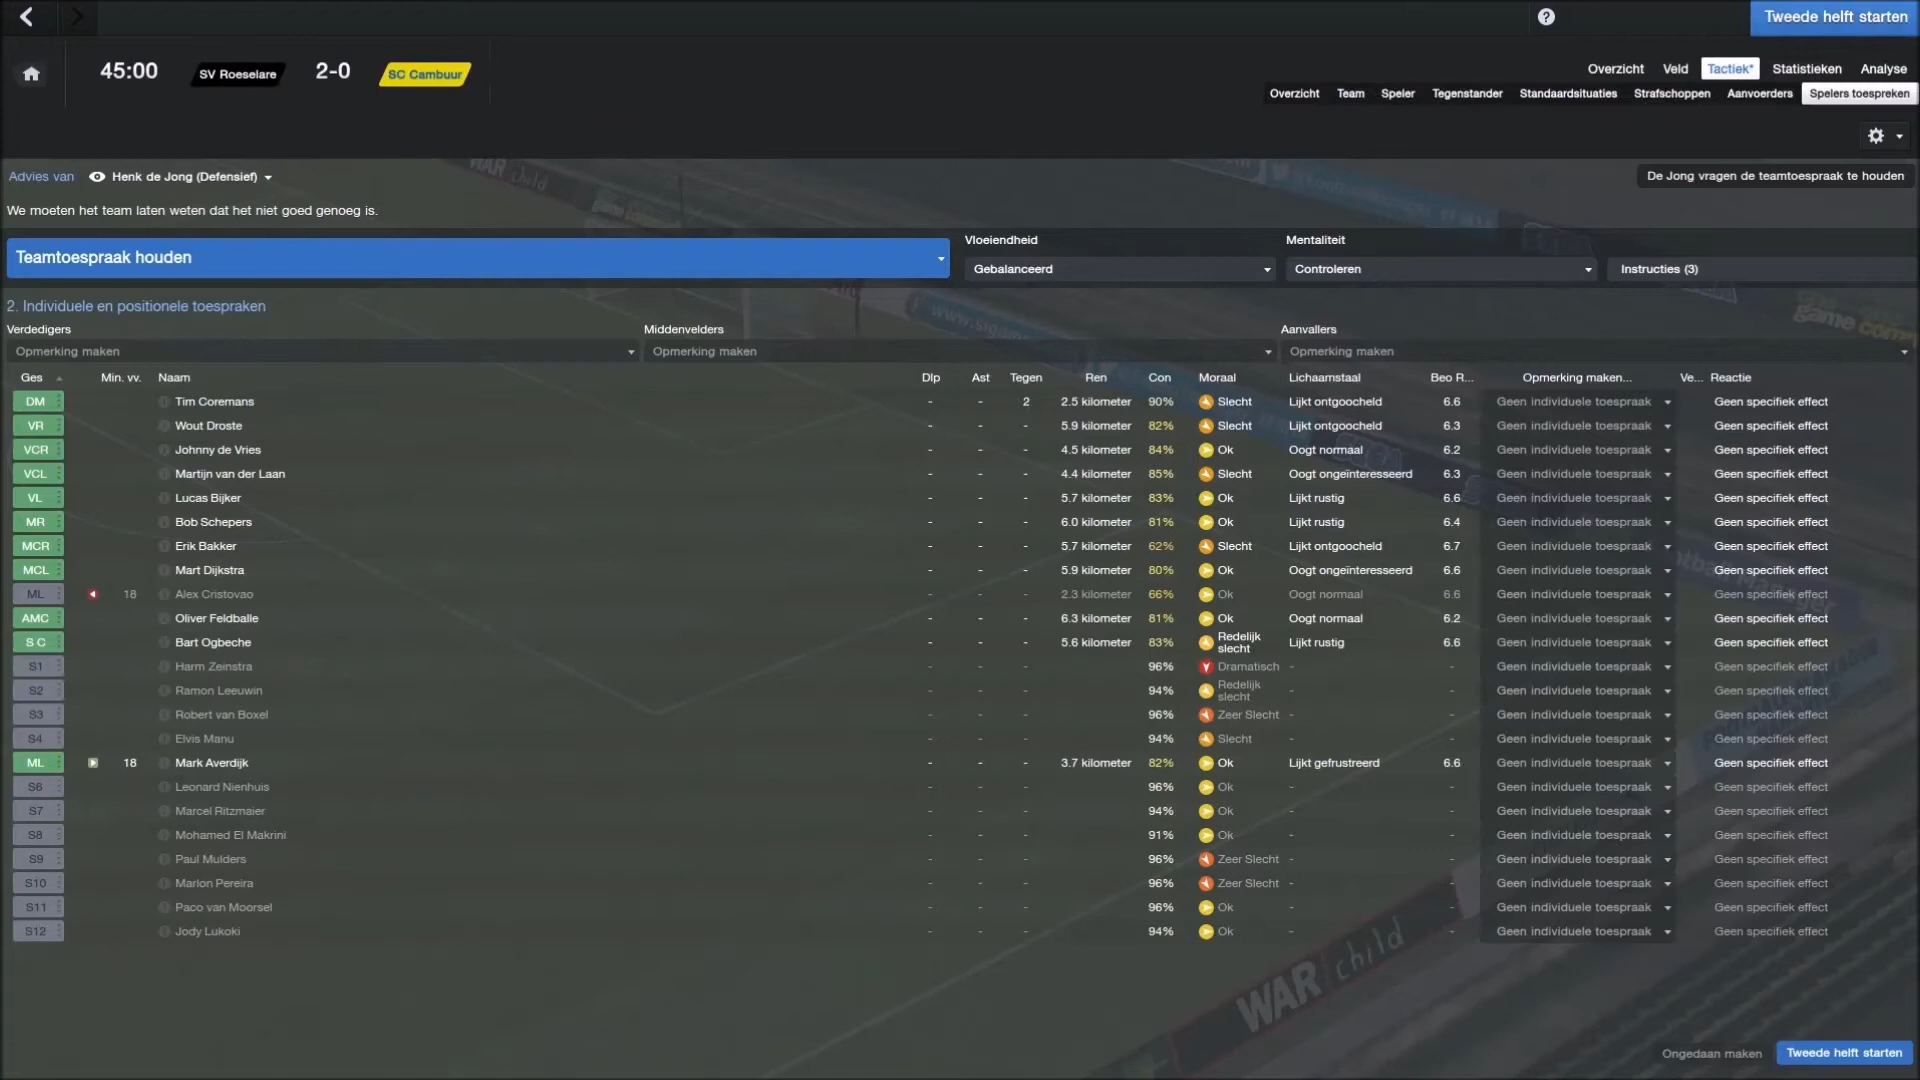 Tweede helft starten
45:00 SV Roeselare 2-0 SC Cambuur
Overzicht Veld Tactiek* Statistieken Analyse
Overzicht Team Speler Tegenstander Standaardsituaties Strafschoppen Aanvoerders Spelers toespreken
Advies van Henk de Jong (Defensief) De Jong vragen de teamtoespraak te houden
We moeten het team laten weten dat het niet goed genoeg is.
Vloeiendheid Mentaliteit
Teamtoespraak houden Gebalanceerd Controleren Instructies (3)
2. Individuele en positionele toespraken
Verdedigers Middenvelders Aanvallers
Opmerking maken Opmerking maken Opmerking maken
Ges Min. vv. Naam Dlp Ast Tegen Ren Con Moraal Lichaamstaal Beo R... Opmerking maken... Ve... Reactie
DM Tim Coremans - - 2 2.5 kilometer 90% Slecht Lijkt ontgoocheld 6.6 Geen individuele toespraak Geen specifiek effect
VR Wout Droste - - - 5.9 kilometer 82% Slecht Lijkt ontgoocheld 6.3 Geen individuele toespraak Geen specifiek effect
VCR Johnny de Vries - - - 4.5 kilometer 84% Ok Oogt normaal 6.2 Geen individuele toespraak Geen specifiek effect
VCL Martijn van der Laan - - - 4.4 kilometer 85% Slecht Oogt ongeïnteresseerd 6.3 Geen individuele toespraak Geen specifiek effect
VL Lucas Bijker - - - 5.7 kilometer 83% Ok Lijkt rustig 6.6 Geen individuele toespraak Geen specifiek effect
MR Bob Schepers - - - 6.0 kilometer 81% Ok Lijkt rustig 6.4 Geen individuele toespraak Geen specifiek effect
MCR Erik Bakker - - - 5.7 kilometer 62% Slecht Lijkt ontgoocheld 6.7 Geen individuele toespraak Geen specifiek effect
MCL Mart Dijkstra - - - 5.9 kilometer 80% Ok Oogt ongeïnteresseerd 6.6 Geen individuele toespraak Geen specifiek effect
ML 18 Alex Cristovao - - - 2.3 kilometer 66% Ok Oogt normaal 6.6 Geen individuele toespraak Geen specifiek effect
AMC Oliver Feldballe - - - 6.3 kilometer 81% Ok Oogt normaal 6.2 Geen individuele toespraak Geen specifiek effect
S C Bart Ogbeche - - - 5.6 kilometer 83% Redelijk slecht Lijkt rustig 6.6 Geen individuele toespraak Geen specifiek effect
S1 Harm Zeinstra - - - 96% Dramatisch - - Geen individuele toespraak Geen specifiek effect
S2 Ramon Leeuwin - - - 94% Redelijk slecht - - Geen individuele toespraak Geen specifiek effect
S3 Robert van Boxel - - - 96% Zeer Slecht - - Geen individuele toespraak Geen specifiek effect
S4 Elvis Manu - - - 94% Slecht - - Geen individuele toespraak Geen specifiek effect
ML 18 Mark Averdijk - - - 3.7 kilometer 82% Ok Lijkt gefrustreerd 6.6 Geen individuele toespraak Geen specifiek effect
S6 Leonard Nienhuis - - - 96% Ok - - Geen individuele toespraak Geen specifiek effect
S7 Marcel Ritzmaier - - - 94% Ok - - Geen individuele toespraak Geen specifiek effect
S8 Mohamed El Makrini - - - 91% Ok - - Geen individuele toespraak Geen specifiek effect
S9 Paul Mulders - - - 96% Zeer Slecht - - Geen individuele toespraak Geen specifiek effect
S10 Marlon Pereira - - - 96% Zeer Slecht - - Geen individuele toespraak Geen specifiek effect
S11 Paco van Moorsel - - - 96% Ok - - Geen individuele toespraak Geen specifiek effect
S12 Jody Lukoki - - - 94% Ok - - Geen individuele toespraak Geen specifiek effect
WAR child
Ongedaan maken Tweede helft starten